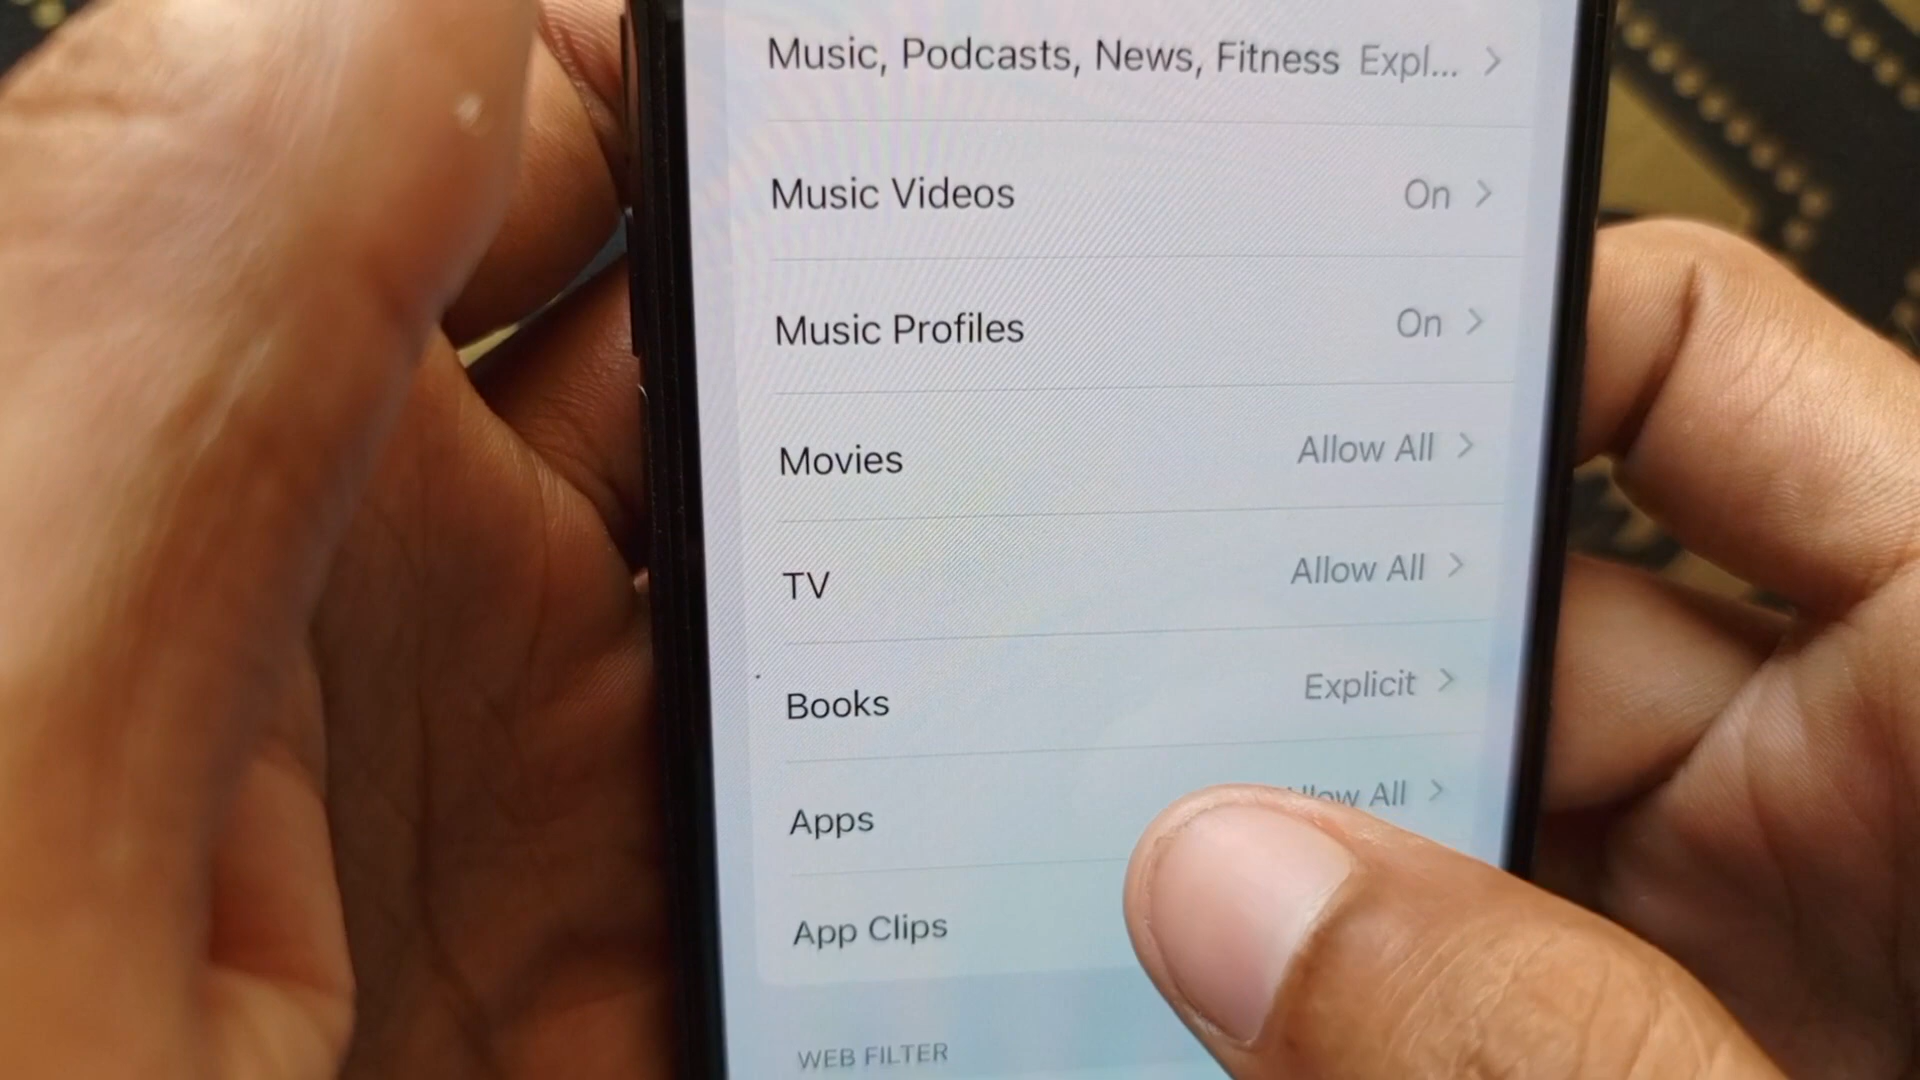 Music, Podcasts, News, Fitness Expl...
Music Videos On
Music Profiles On
Movies Allow All
TV Allow All
Books Explicit
Apps All
App Clips
WEB FILTER